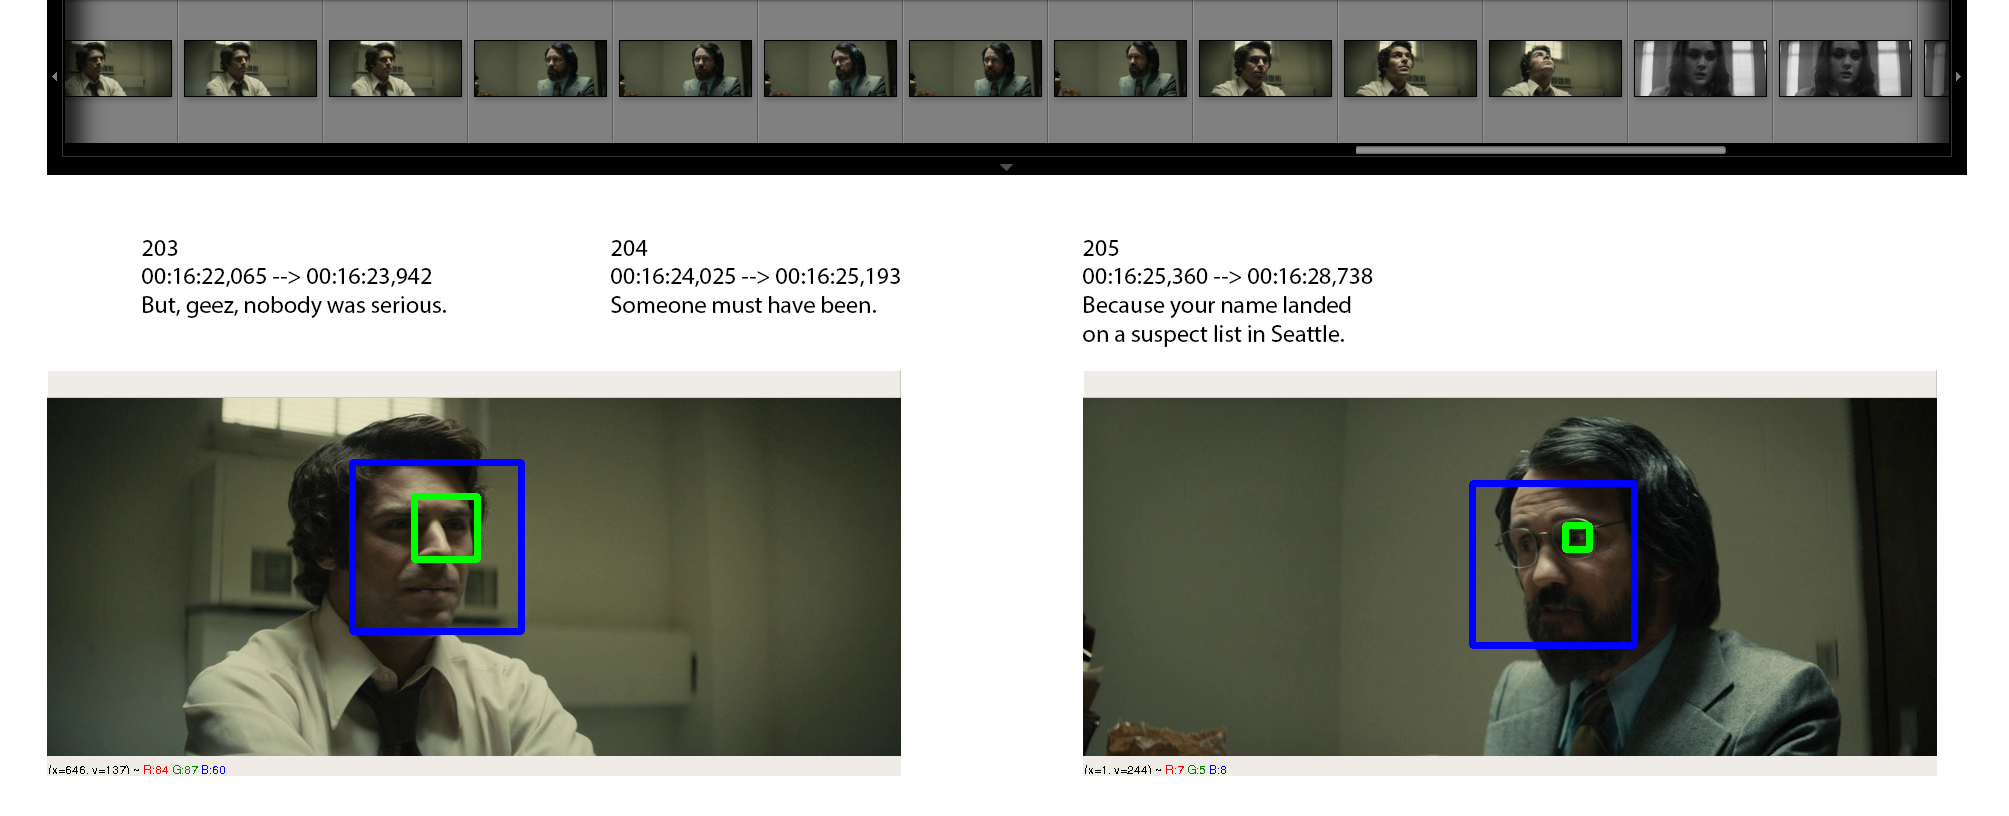 203
00:16:22,065 --> 00:16:23,942
But, geez, nobody was serious.
204
00:16:24,025 --> 00:16:25,193
Someone must have been.
205
00:16:25,360 --> 00:16:28,738
Because your name landed
on a suspect list in Seattle.
(x=646, y=137) ~ R:84 G:87 B:60
(x=1, y=244) ~ R:7 G:5 B:8